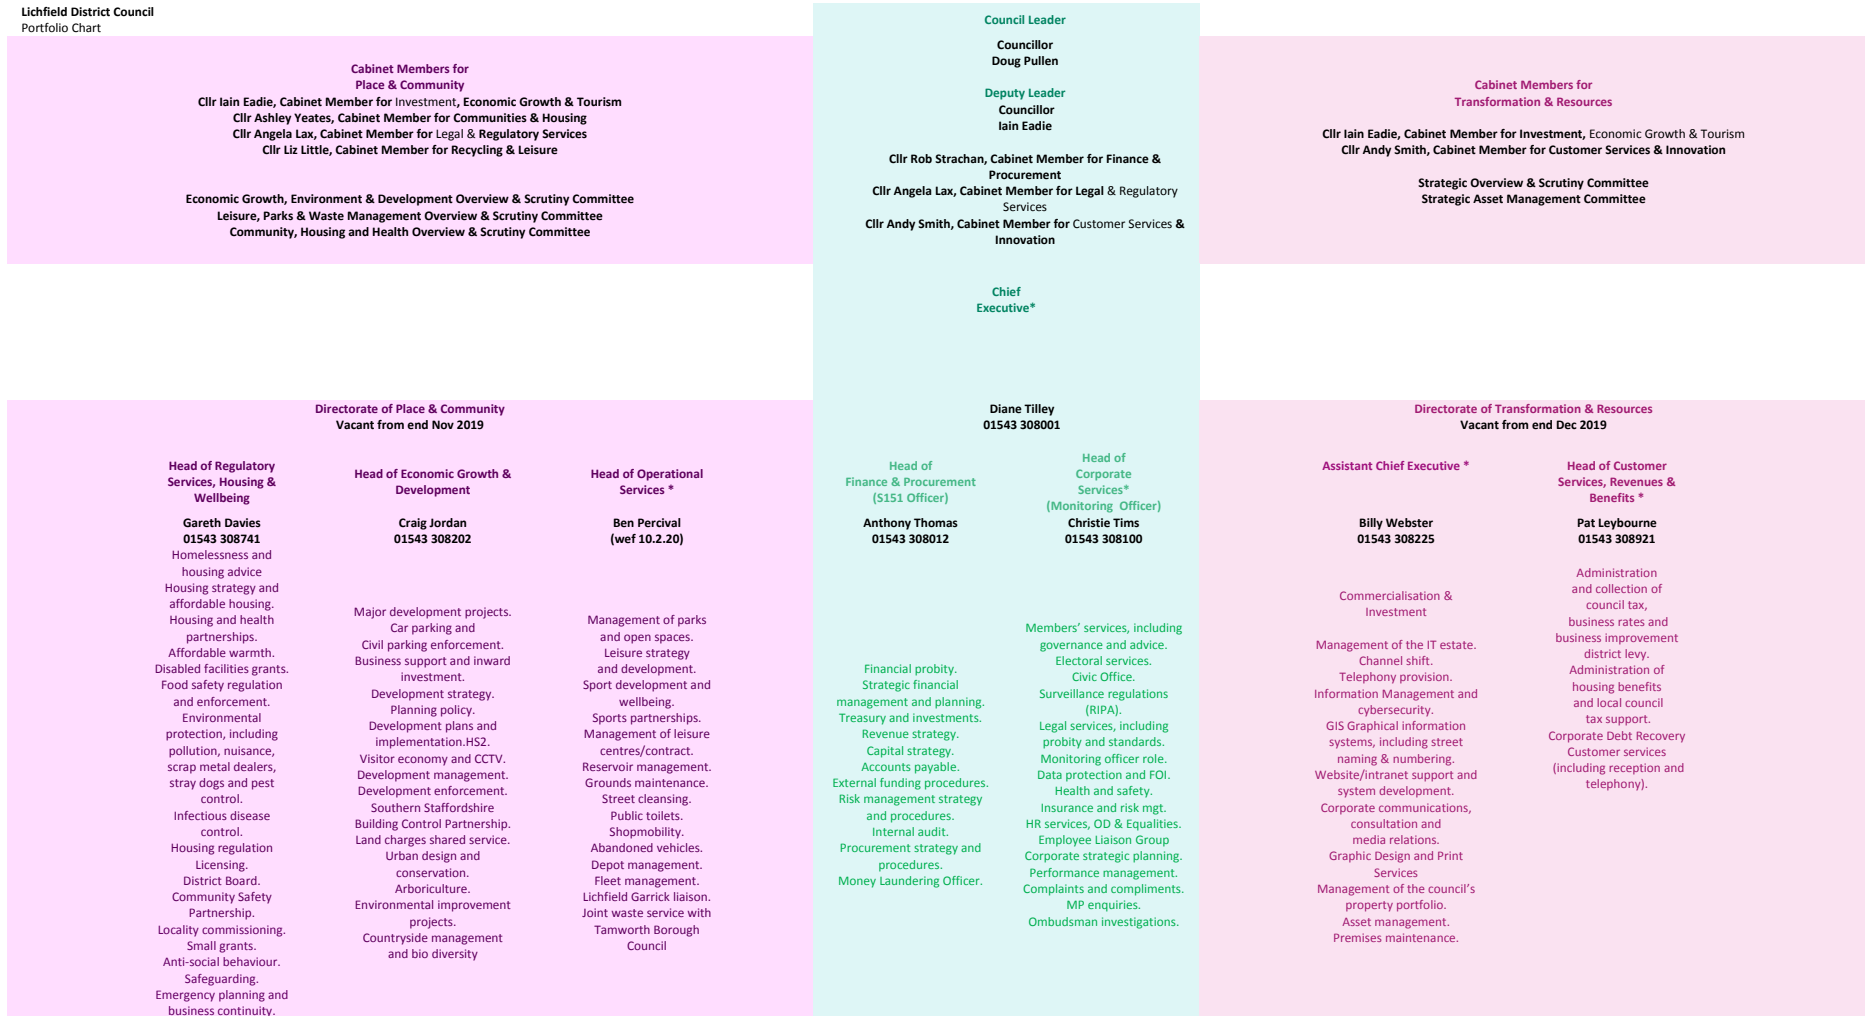 Lichfield District Council
Portfolio Chart
Cabinet Members for
Place & Community
Cllr Iain Eadie, Cabinet Member for Investment, Economic Growth & Tourism
Cllr Ashley Yeates, Cabinet Member for Communities & Housing
Cllr Angela Lax, Cabinet Member for Legal & Regulatory Services
Cllr Liz Little, Cabinet Member for Recycling & Leisure
Economic Growth, Environment & Development Overview & Scrutiny Committee
Leisure, Parks & Waste Management Overview & Scrutiny Committee
Community, Housing and Health Overview & Scrutiny Committee
Council Leader
Councillor
Doug Pullen
Deputy Leader
Councillor
Iain Eadie
Cllr Rob Strachan, Cabinet Member for Finance &
Procurement
Cllr Angela Lax, Cabinet Member for Legal & Regulatory
Services
Cllr Andy Smith, Cabinet Member for Customer Services &
Innovation
Cabinet Members for
Transformation & Resources
Cllr Iain Eadie, Cabinet Member for Investment, Economic Growth & Tourism
Cllr Andy Smith, Cabinet Member for Customer Services & Innovation
Strategic Overview & Scrutiny Committee
Strategic Asset Management Committee
Chief
Executive*
Diane Tilley
01543 308001
Directorate of Place & Community
Vacant from end Nov 2019
Head of Regulatory
Services, Housing &
Wellbeing
Gareth Davies
01543 308741
Homelessness and
housing advice
Housing strategy and
affordable housing.
Housing and health
partnerships.
Affordable warmth.
Disabled facilities grants.
Food safety regulation
and enforcement.
Environmental
protection, including
pollution, nuisance,
scrap metal dealers,
stray dogs and pest
control.
Infectious disease
control.
Housing regulation
Licensing.
District Board.
Community Safety
Partnership.
Locality commissioning.
Small grants.
Anti-social behaviour.
Safeguarding.
Emergency planning and
business continuity.
Head of Economic Growth &
Development
Craig Jordan
01543 308202
Major development projects.
Car parking and
Civil parking enforcement.
Business support and inward
investment.
Development strategy.
Planning policy.
Development plans and
implementation.HS2.
Visitor economy and CCTV.
Development management.
Development enforcement.
Southern Staffordshire
Building Control Partnership.
Land charges shared service.
Urban design and
conservation.
Arboriculture.
Environmental improvement
projects.
Countryside management
and bio diversity
Head of Operational
Services *
Ben Percival
(wef 10.2.20)
Management of parks
and open spaces.
Leisure strategy
and development.
Sport development and
wellbeing.
Sports partnerships.
Management of leisure
centres/contract.
Reservoir management.
Grounds maintenance.
Street cleansing.
Public toilets.
Shopmobility.
Abandoned vehicles.
Depot management.
Fleet management.
Lichfield Garrick liaison.
Joint waste service with
Tamworth Borough
Council
Head of
Finance & Procurement
(S151 Officer)
Anthony Thomas
01543 308012
Financial probity.
Strategic financial
management and planning.
Treasury and investments.
Revenue strategy.
Capital strategy.
Accounts payable.
External funding procedures.
Risk management strategy
and procedures.
Internal audit.
Procurement strategy and
procedures.
Money Laundering Officer.
Head of
Corporate
Services*
(Monitoring Officer)
Christie Tims
01543 308100
Members' services, including
governance and advice.
Electoral services.
Civic Office.
Surveillance regulations
(RIPA).
Legal services, including
probity and standards.
Monitoring officer role.
Data protection and FOI.
Health and safety.
Insurance and risk mgt.
HR services, OD & Equalities.
Employee Liaison Group
Corporate strategic planning.
Performance management.
Complaints and compliments.
MP enquiries.
Ombudsman investigations.
Directorate of Transformation & Resources
Vacant from end Dec 2019
Assistant Chief Executive *
Billy Webster
01543 308225
Commercialisation &
Investment
Management of the IT estate.
Channel shift.
Telephony provision.
Information Management and
cybersecurity.
GIS Graphical information
systems, including street
naming & numbering.
Website/intranet support and
system development.
Corporate communications,
consultation and
media relations.
Graphic Design and Print
Services
Management of the council's
property portfolio.
Asset management.
Premises maintenance.
Head of Customer
Services, Revenues &
Benefits *
Pat Leybourne
01543 308921
Administration
and collection of
council tax,
business rates and
business improvement
district levy.
Administration of
housing benefits
and local council
tax support.
Corporate Debt Recovery
Customer services
(including reception and
telephony).